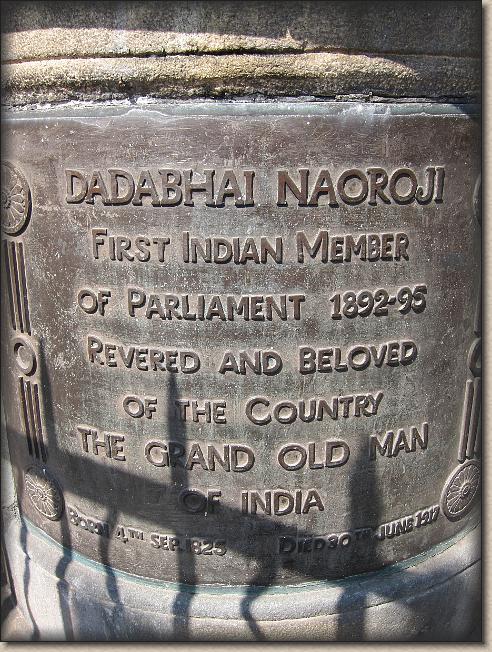 DADABHAI NAOROJI
FIRST INDIAN MEMBER
OF PARLIAMENT 1892-95
REVERED AND BELOVED
OF THE COUNTRY
THE GRAND OLD MAN
OF INDIA
BORN 4TH SEP. 1825 DIED 30TH JUNE 1917